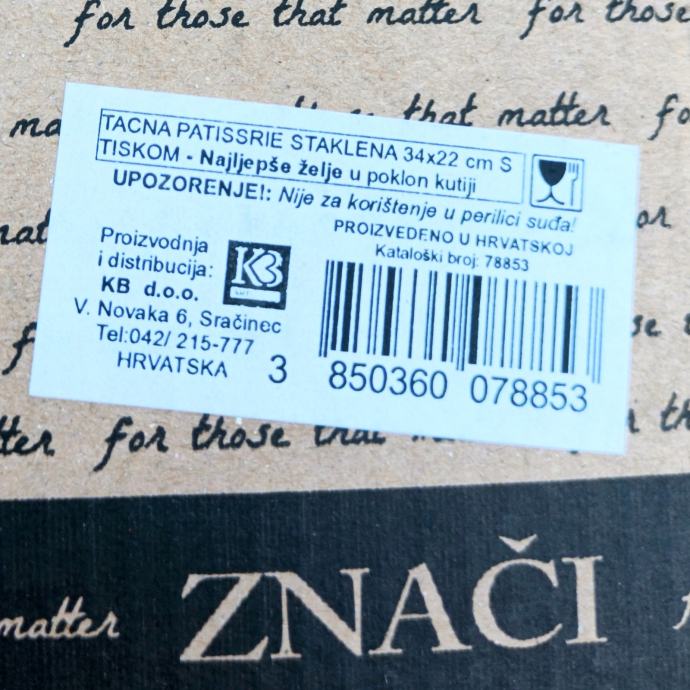 for those that matter for those
ma
that matter fo
TACNA PATISSRIE STAKLENA 34x22 cm S
TISKOM - Najljepše želje u poklon kutiji
UPOZORENJE!: Nije za korištenje u perilici suđa!
PROIZVEDENO U HRVATSKOJ
Kataloški broj: 78853
Proizvodnja
i distribucija:
KB d.o.o.
V. Novaka 6, Sračinec
Tel:042/ 215-777
HRVATSKA
KB
3 850360 078853
for those that
matter
ZNAČI